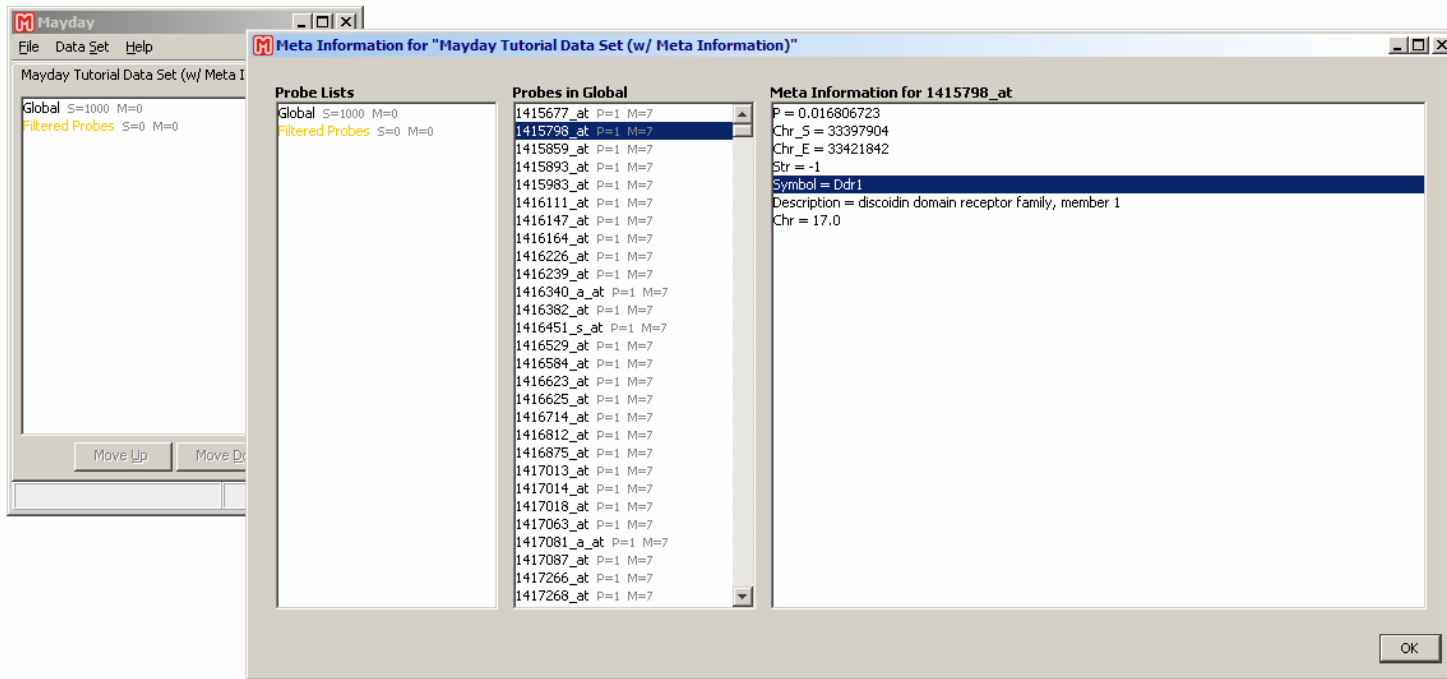 Mayday
File Data Set Help
Mayday Tutorial Data Set (w/ Meta I
Global S=1000 M=0
Filtered Probes S=0 M=0
Move Up Move Do
Meta Information for "Mayday Tutorial Data Set (w/ Meta Information)"
Probe Lists
Global S=1000 M=0
Filtered Probes S=0 M=0
Probes in Global
1415677_at P=1 M=7
1415798_at P=1 M=7
1415859_at P=1 M=7
1415893_at P=1 M=7
1415983_at P=1 M=7
1416111_at P=1 M=7
1416147_at P=1 M=7
1416164_at P=1 M=7
1416226_at P=1 M=7
1416239_at P=1 M=7
1416340_a_at P=1 M=7
1416382_at P=1 M=7
1416451_s_at P=1 M=7
1416529_at P=1 M=7
1416584_at P=1 M=7
1416623_at P=1 M=7
1416625_at P=1 M=7
1416714_at P=1 M=7
1416812_at P=1 M=7
1416875_at P=1 M=7
1417013_at P=1 M=7
1417014_at P=1 M=7
1417018_at P=1 M=7
1417063_at P=1 M=7
1417081_a_at P=1 M=7
1417087_at P=1 M=7
1417266_at P=1 M=7
1417268_at P=1 M=7
Meta Information for 1415798_at
P = 0.016806723
Chr_S = 33397904
Chr_E = 33421842
Str = -1
Symbol = Ddr1
Description = discoidin domain receptor family, member 1
Chr = 17.0
OK